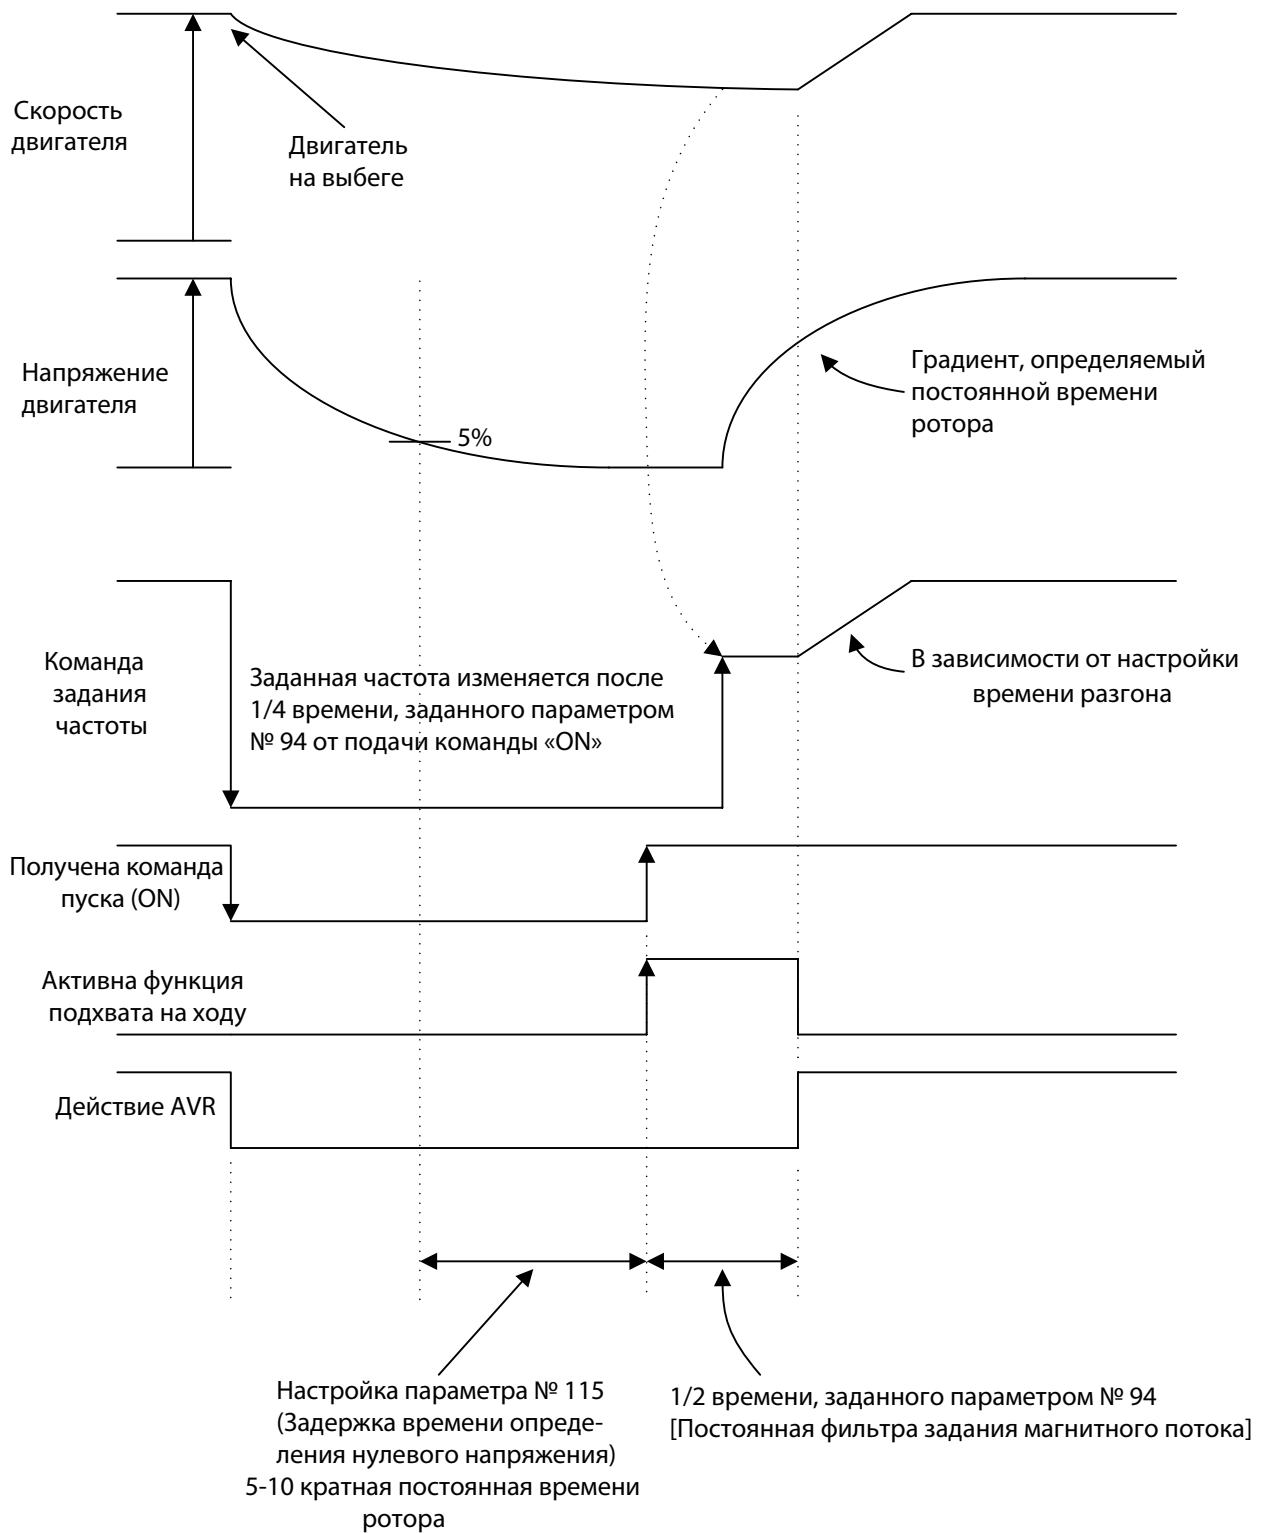 Скорость
двигателя
Двигатель
на выбеге
Напряжение
двигателя
5%
Градиент, определяемый
постоянной времени
ротора
Команда
задания
частоты
Заданная частота изменяется после
1/4 времени, заданного параметром
№ 94 от подачи команды «ON»
В зависимости от настройки
времени разгона
Получена команда
пуска (ON)
Активна функция
подхвата на ходу
Действие AVR
Настройка параметра № 115
(Задержка времени опреде-
ления нулевого напряжения)
5-10 кратная постоянная времени
ротора
1/2 времени, заданного параметром № 94
[Постоянная фильтра задания магнитного потока]